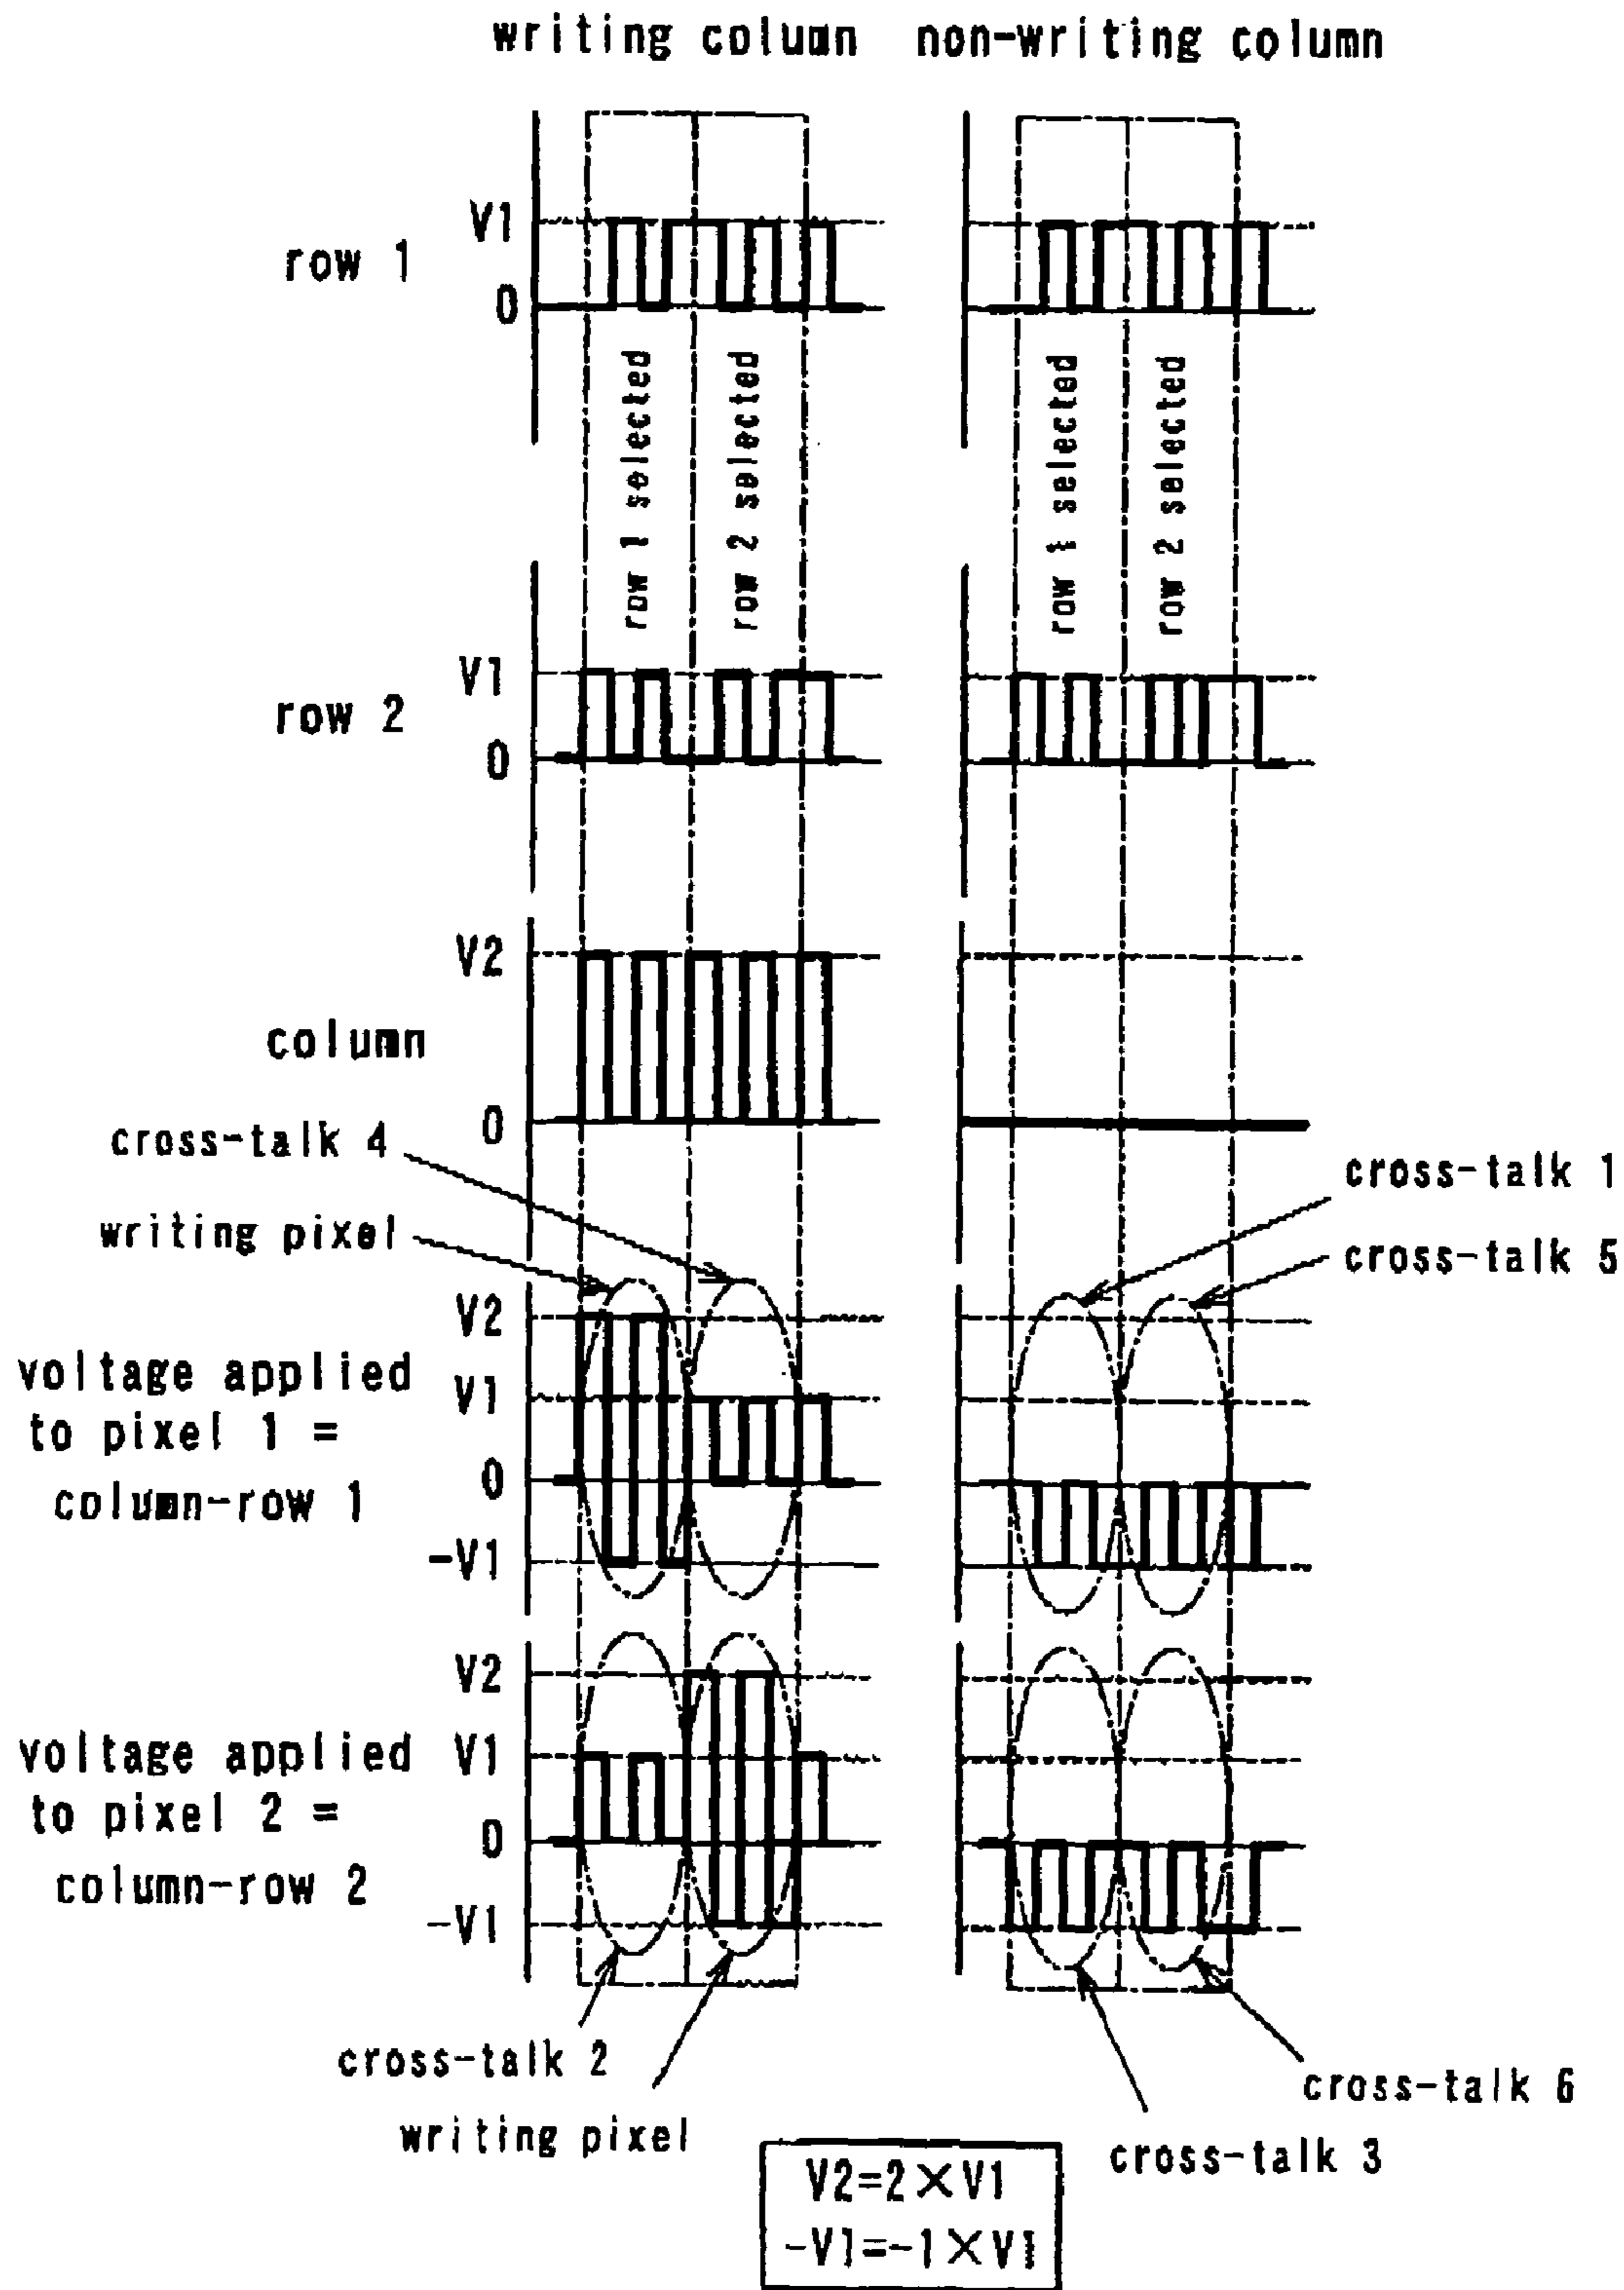 writing column non-writing column
V1
row 1
0
row 1 selected
row 2 selected
row 1 selected
row 2 selected
V1
row 2
0
V2
column
0
cross-talk 4
cross-talk 1
writing pixel
cross-talk 5
V2
voltage applied
V1
to pixel 1 =
0
column-row 1
-V1
V2
voltage applied
V1
to pixel 2 =
0
column-row 2
-V1
cross-talk 2
cross-talk 6
writing pixel
cross-talk 3
V2=2×V1
-V1=-1×V1